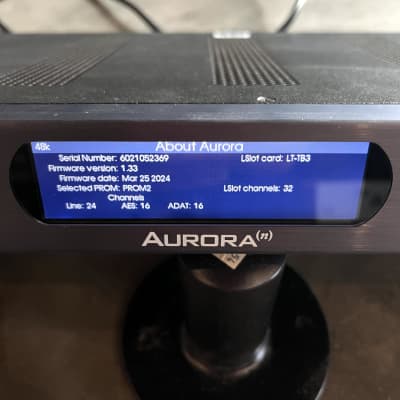 48k About Aurora
Serial Number: 6021052369 LSlot card: LT-TB3
Firmware version: 1.33
Firmware date: Mar 25 2024
Selected PROM: PROM2 LSlot channels: 32
Channels
Line: 24 AES: 16 ADAT: 16
AURORA(n)